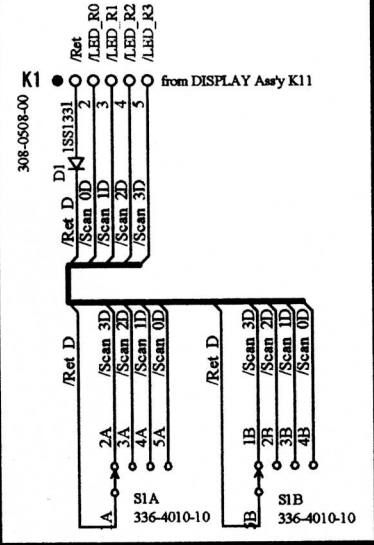 /Ret
/LED_R0
/LED_R1
/LED_R2
/LED_R3
K1
from DISPLAY Ass'y K11
308-0508-00
D1
1SS1331
2
3
4
5
/Ret D
/Scan 0D
/Scan 1D
/Scan 2D
/Scan 3D
/Ret D
/Scan 3D
/Scan 2D
/Scan 1D
/Scan 0D
2A
3A
4A
5A
1A
S1A
336-4010-10
/Ret D
/Scan 3D
/Scan 2D
/Scan 1D
/Scan 0D
1B
2B
3B
4B
S1B
336-4010-10